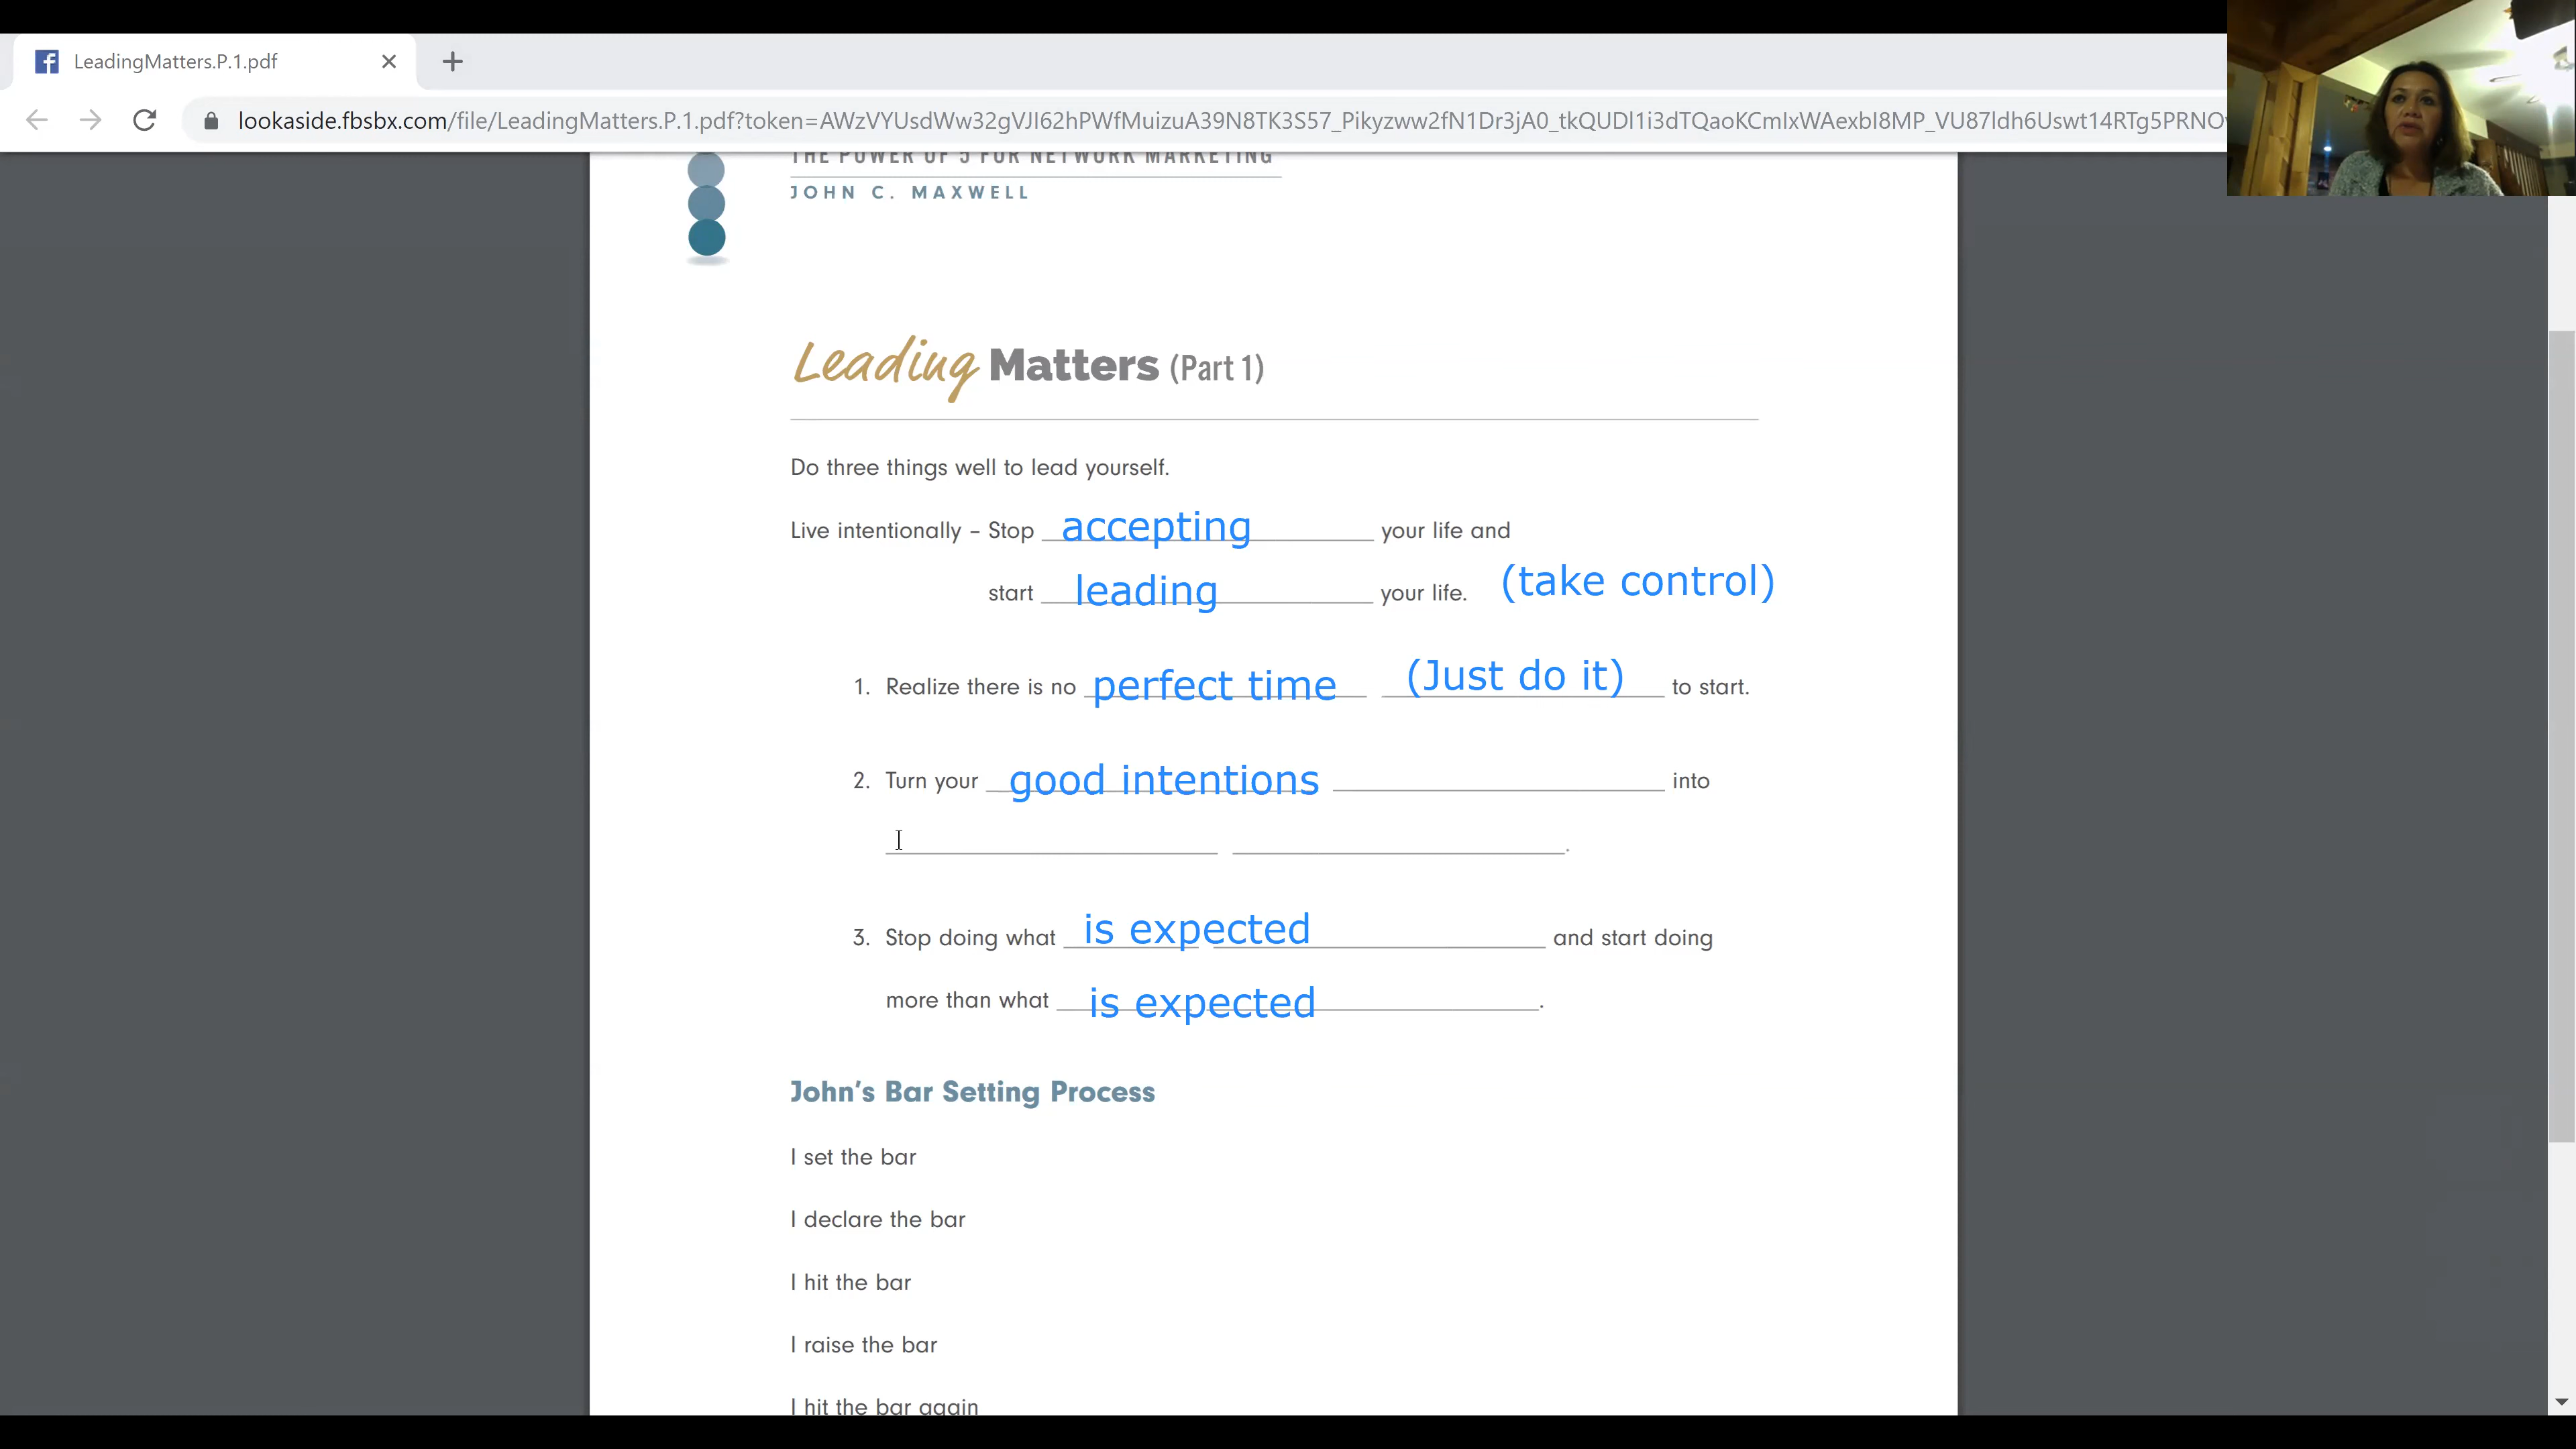 LeadingMatters.P.1.pdf
lookaside.fbsbx.com/file/LeadingMatters.P.1.pdf?token=
THE POWER OF 5 FOR NETWORK MARKETING
JOHN C. MAXWELL
Leading Matters (Part 1)
Do three things well to lead yourself.
Live intentionally – Stop accepting your life and
start leading your life. (take control)
1. Realize there is no perfect time (Just do it) to start.
2. Turn your good intentions into
.
3. Stop doing what is expected and start doing
more than what is expected.
John's Bar Setting Process
I set the bar
I declare the bar
I hit the bar
I raise the bar
I hit the bar again